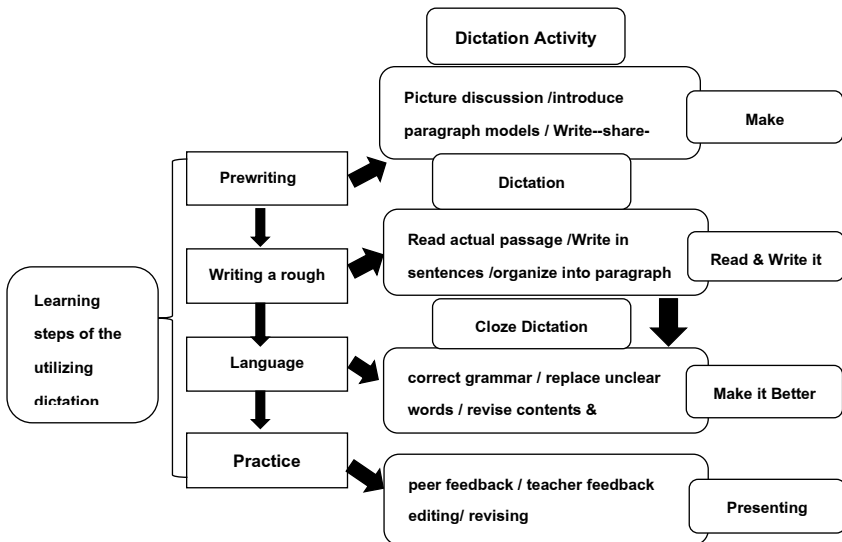 Dictation Activity
Picture discussion /introduce
paragraph models / Write--share-
Make
Prewriting
Dictation
Read actual passage /Write in
sentences /organize into paragraph
Read & Write it
Writing a rough
Learning
steps of the
utilizing
dictation
Cloze Dictation
Language
correct grammar / replace unclear
words / revise contents &
Make it Better
Practice
peer feedback / teacher feedback
editing/ revising
Presenting